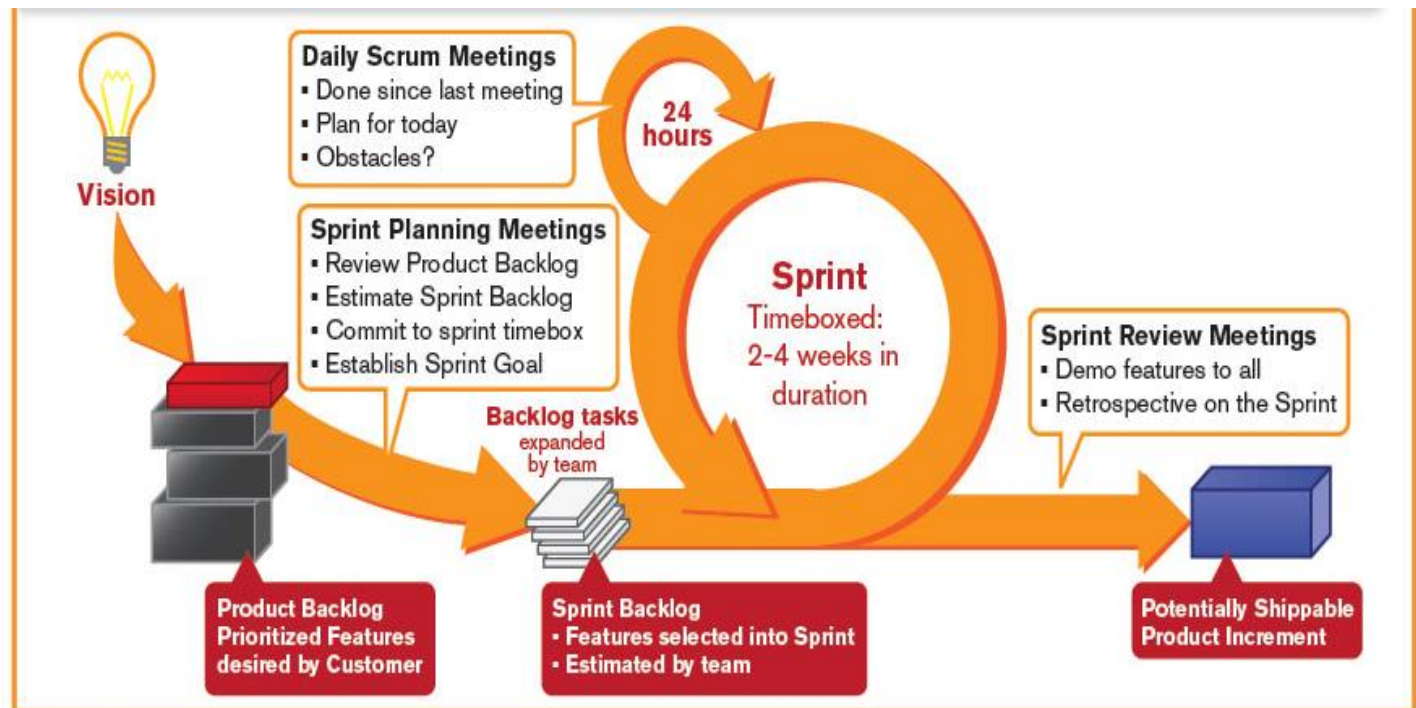 Vision
Daily Scrum Meetings
▪ Done since last meeting
▪ Plan for today
▪ Obstacles?
24
hours
Sprint Planning Meetings
▪ Review Product Backlog
▪ Estimate Sprint Backlog
▪ Commit to sprint timebox
▪ Establish Sprint Goal
Sprint
Timeboxed:
2-4 weeks in
duration
Sprint Review Meetings
▪ Demo features to all
▪ Retrospective on the Sprint
Backlog tasks
expanded
by team
Product Backlog
Prioritized Features
desired by Customer
Sprint Backlog
▪ Features selected into Sprint
▪ Estimated by team
Potentially Shippable
Product Increment